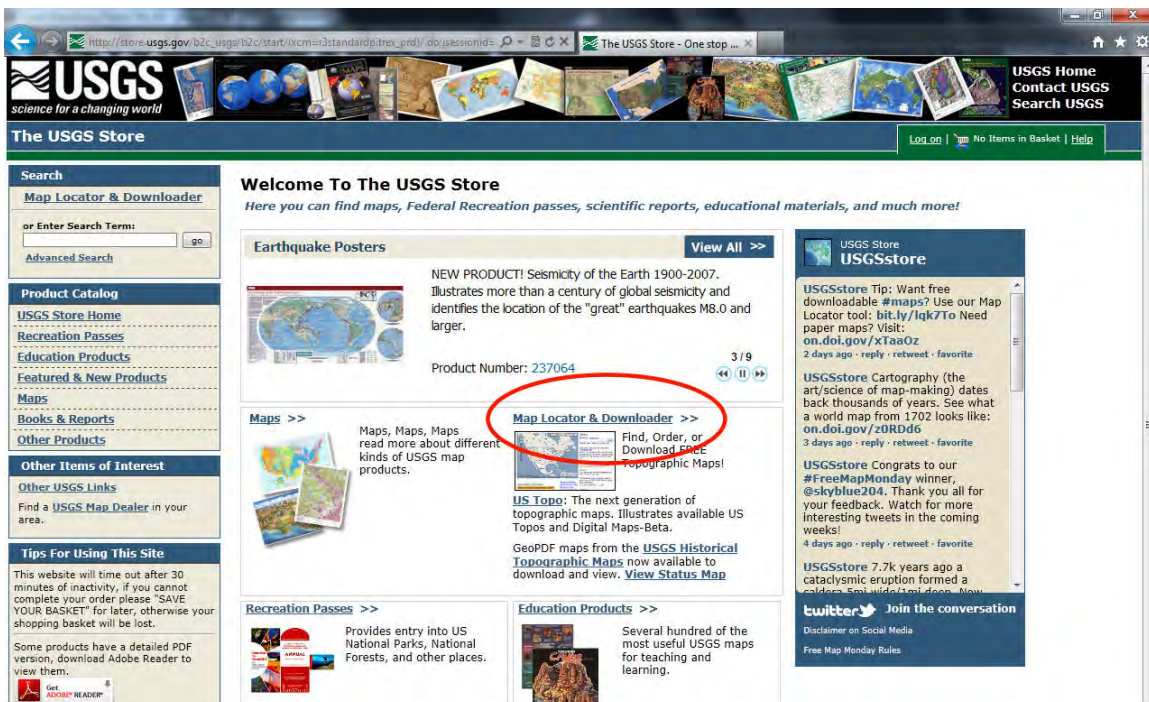 http://store.usgs.gov/b2c_usgs/b2c/start/(xcm=r3standardpitrex_prd)/.do;jsessionid=
The USGS Store - One stop ...
USGS
science for a changing world
USGS Home
Contact USGS
Search USGS
The USGS Store
Log on | No Items in Basket | Help
Search
Map Locator & Downloader
or Enter Search Term:
go
Advanced Search
Product Catalog
USGS Store Home
Recreation Passes
Education Products
Featured & New Products
Maps
Books & Reports
Other Products
Other Items of Interest
Other USGS Links
Find a USGS Map Dealer in your
area.
Tips For Using This Site
This website will time out after 30
minutes of inactivity, if you cannot
complete your order please "SAVE
YOUR BASKET" for later, otherwise your
shopping basket will be lost.
Some products have a detailed PDF
version, download Adobe Reader to
view them.
Get
ADOBE® READER®
Welcome To The USGS Store
Here you can find maps, Federal Recreation passes, scientific reports, educational materials, and much more!
Earthquake Posters
View All >>
NEW PRODUCT! Seismicity of the Earth 1900-2007.
Illustrates more than a century of global seismicity and
identifies the location of the "great" earthquakes M8.0 and
larger.
Product Number: 237064
3 / 9
Maps >>
Maps, Maps, Maps
read more about different
kinds of USGS map
products.
Map Locator & Downloader >>
Find, Order, or
Download FREE
Topographic Maps!
US Topo: The next generation of
topographic maps. Illustrates available US
Topos and Digital Maps-Beta.
GeoPDF maps from the USGS Historical
Topographic Maps now available to
download and view. View Status Map
Recreation Passes >>
Provides entry into US
National Parks, National
Forests, and other places.
Education Products >>
Several hundred of the
most useful USGS maps
for teaching and
learning.
USGS Store
USGSstore
USGSstore Tip: Want free
downloadable #maps? Use our Map
Locator tool: bit.ly/lqk7To Need
paper maps? Visit:
on.doi.gov/xTaaOz
2 days ago · reply · retweet · favorite
USGSstore Cartography (the
art/science of map-making) dates
back thousands of years. See what
a world map from 1702 looks like:
on.doi.gov/z0RDd6
3 days ago · reply · retweet · favorite
USGSstore Congrats to our
#FreeMapMonday winner,
@skyblue204. Thank you all for
your feedback. Watch for more
interesting tweets in the coming
weeks!
4 days ago · reply · retweet · favorite
USGSstore 7.7k years ago a
cataclysmic eruption formed a
caldera 5mi wide/1mi deep. Now
twitter Join the conversation
Disclaimer on Social Media
Free Map Monday Rules